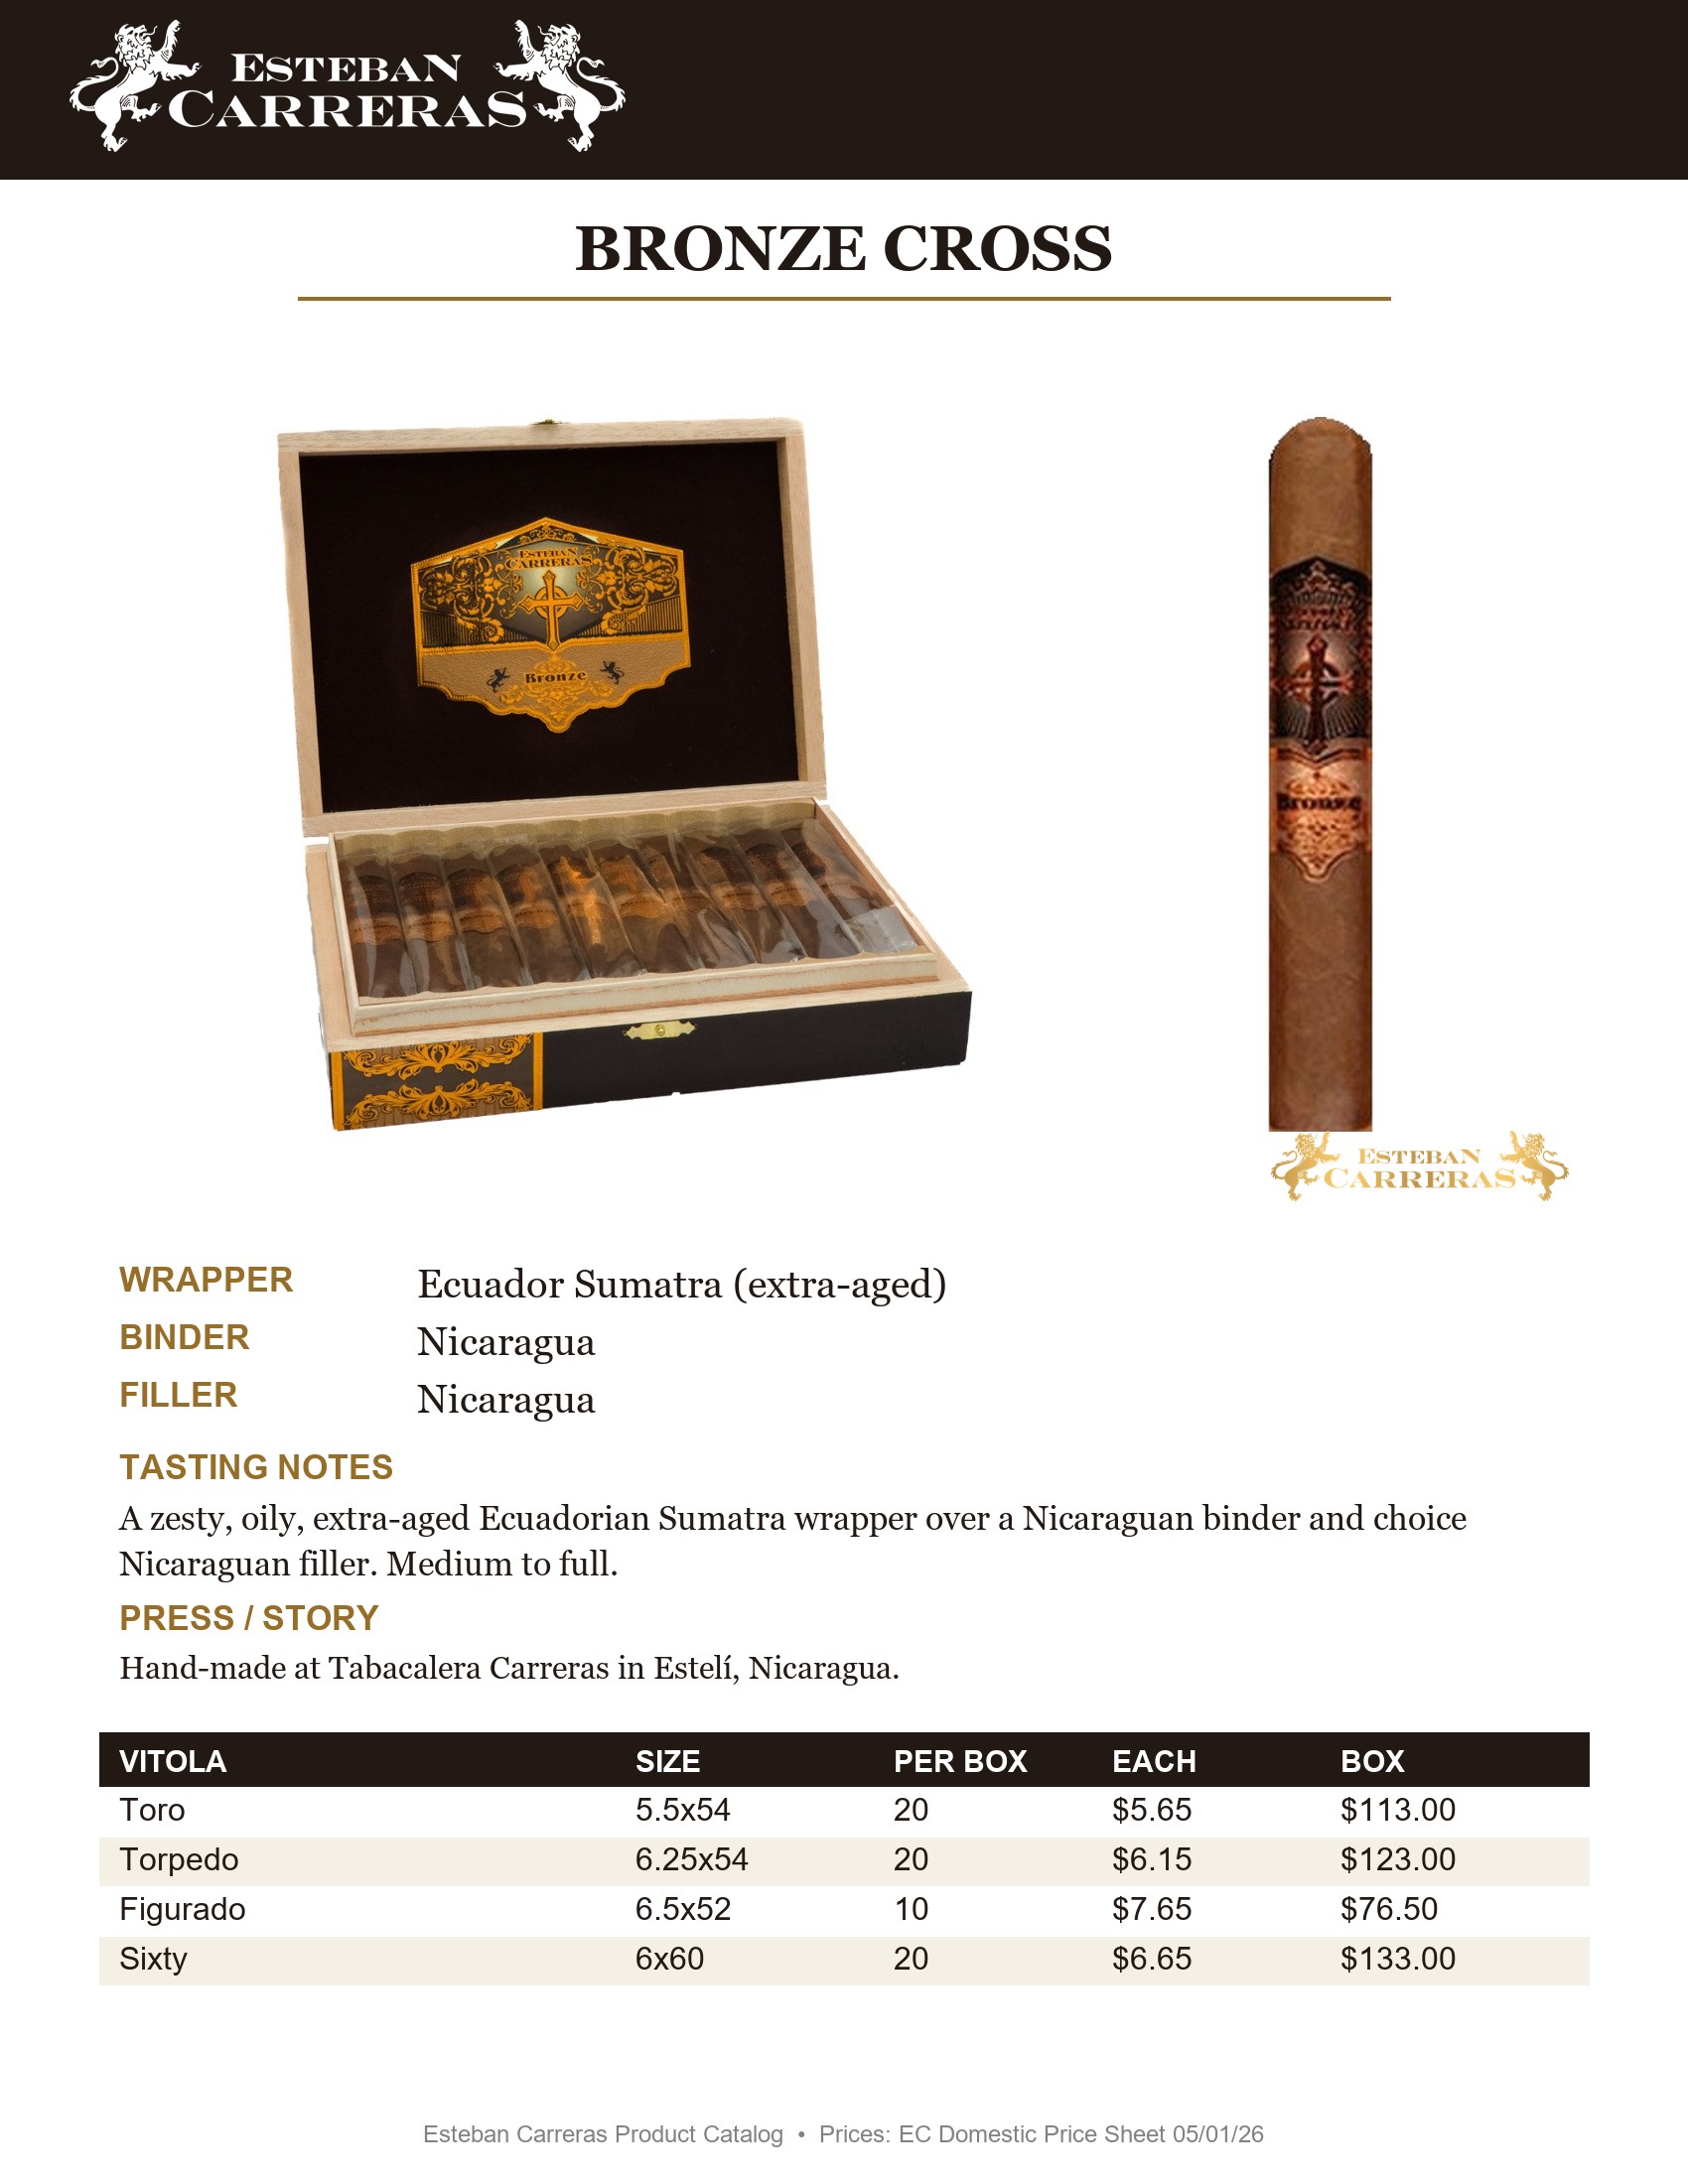 ESTEBAN
CARRERAS
BRONZE CROSS
ESTEBAN
CARRERAS
Bronze
Bronze
ESTEBAN
CARRERAS
WRAPPER Ecuador Sumatra (extra-aged)
BINDER Nicaragua
FILLER Nicaragua
TASTING NOTES
A zesty, oily, extra-aged Ecuadorian Sumatra wrapper over a Nicaraguan binder and choice
Nicaraguan filler. Medium to full.
PRESS / STORY
Hand-made at Tabacalera Carreras in Estelí, Nicaragua.
VITOLA SIZE PER BOX EACH BOX
Toro 5.5x54 20 $5.65 $113.00
Torpedo 6.25x54 20 $6.15 $123.00
Figurado 6.5x52 10 $7.65 $76.50
Sixty 6x60 20 $6.65 $133.00
Esteban Carreras Product Catalog • Prices: EC Domestic Price Sheet 05/01/26